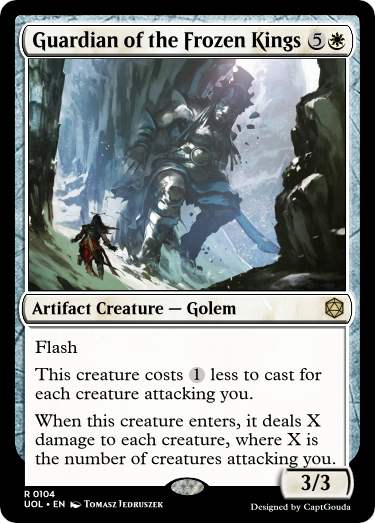 Guardian of the Frozen Kings 5
Artifact Creature — Golem
Flash
This creature costs 1 less to cast for
each creature attacking you.
When this creature enters, it deals X
damage to each creature, where X is
the number of creatures attacking you.
3/3
R 0104
UOL • EN Tomasz Jedruszek
Designed by CaptGouda